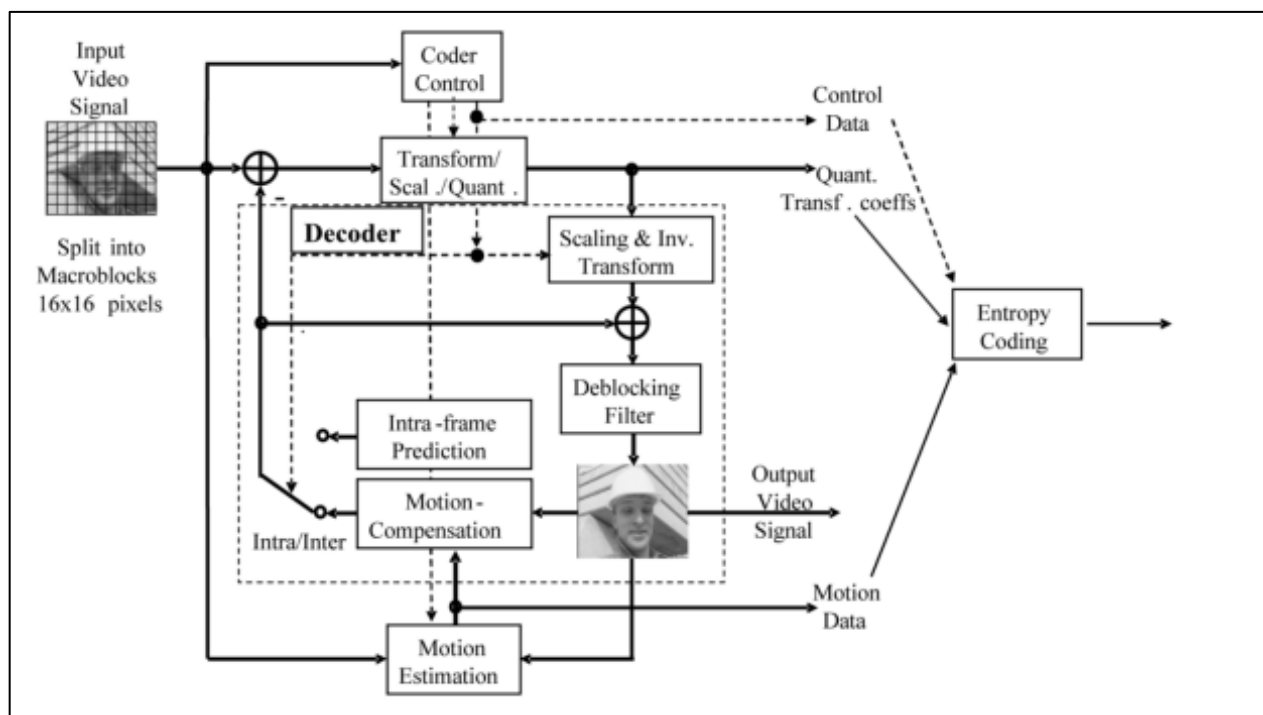 Input
Video
Signal
Split into
Macroblocks
16x16 pixels
Coder
Control
Transform/
Scal ./Quant .
-
Decoder
Scaling & Inv.
Transform
Deblocking
Filter
Intra -frame
Prediction
Motion -
Compensation
Intra/Inter
Motion
Estimation
Control
Data
Quant.
Transf . coeffs
Entropy
Coding
Output
Video
Signal
Motion
Data